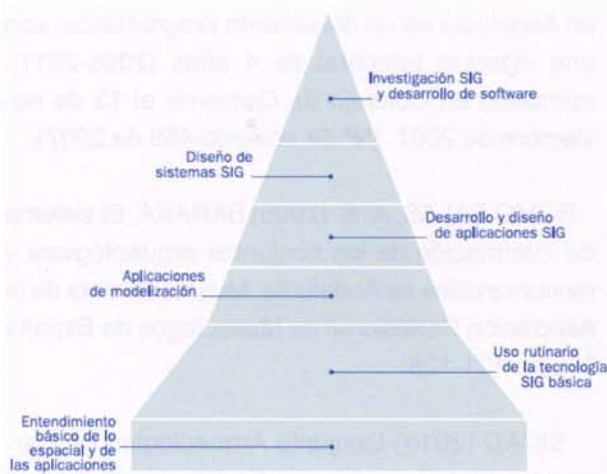 Investigación SIG
y desarrollo de software
Diseño de
sistemas SIG
Desarrollo y diseño
de aplicaciones SIG
Aplicaciones
de modelización
Uso rutinario
de la tecnología
SIG básica
Entendimiento
básico de lo
espacial y de
las aplicaciones